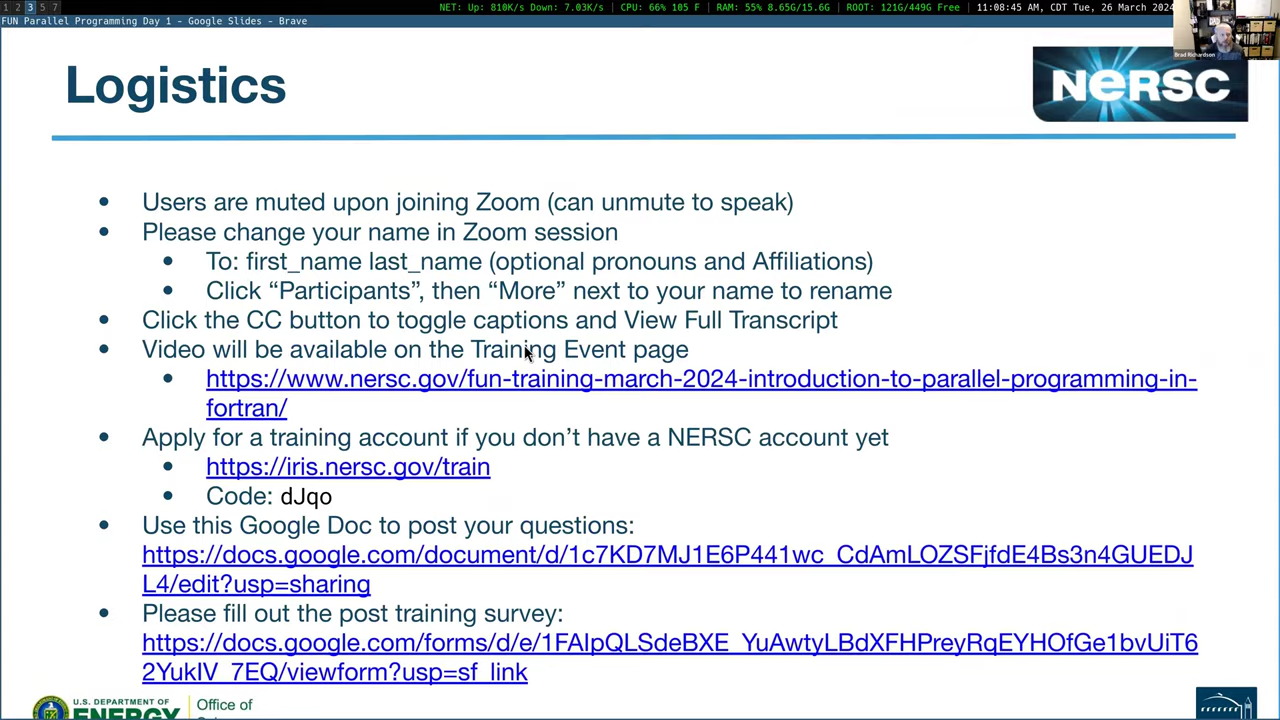 1 2 3 5 7 NET: Up: 810K/s Down: 7.03K/s | CPU: 66% 105 F | RAM: 55% 8.65G/15.6G | ROOT: 121G/449G Free | 11:08:45 AM, CDT Tue, 26 March 2024
FUN Parallel Programming Day 1 - Google Slides - Brave
Brad Richardson
Logistics
NERSC
• Users are muted upon joining Zoom (can unmute to speak)
• Please change your name in Zoom session
• To: first_name last_name (optional pronouns and Affiliations)
• Click “Participants”, then “More” next to your name to rename
• Click the CC button to toggle captions and View Full Transcript
• Video will be available on the Training Event page
• https://www.nersc.gov/fun-training-march-2024-introduction-to-parallel-programming-in-
fortran/
• Apply for a training account if you don’t have a NERSC account yet
• https://iris.nersc.gov/train
• Code: dJqo
• Use this Google Doc to post your questions:
https://docs.google.com/document/d/1c7KD7MJ1E6P441wc_CdAmLOZSFjfdE4Bs3n4GUEDJ
L4/edit?usp=sharing
• Please fill out the post training survey:
https://docs.google.com/forms/d/e/1FAIpQLSdeBXE_YuAwtyLBdXFHPreyRqEYHOfGe1bvUiT6
2YukIV_7EQ/viewform?usp=sf_link
U.S. DEPARTMENT OF
ENERGY
Office of